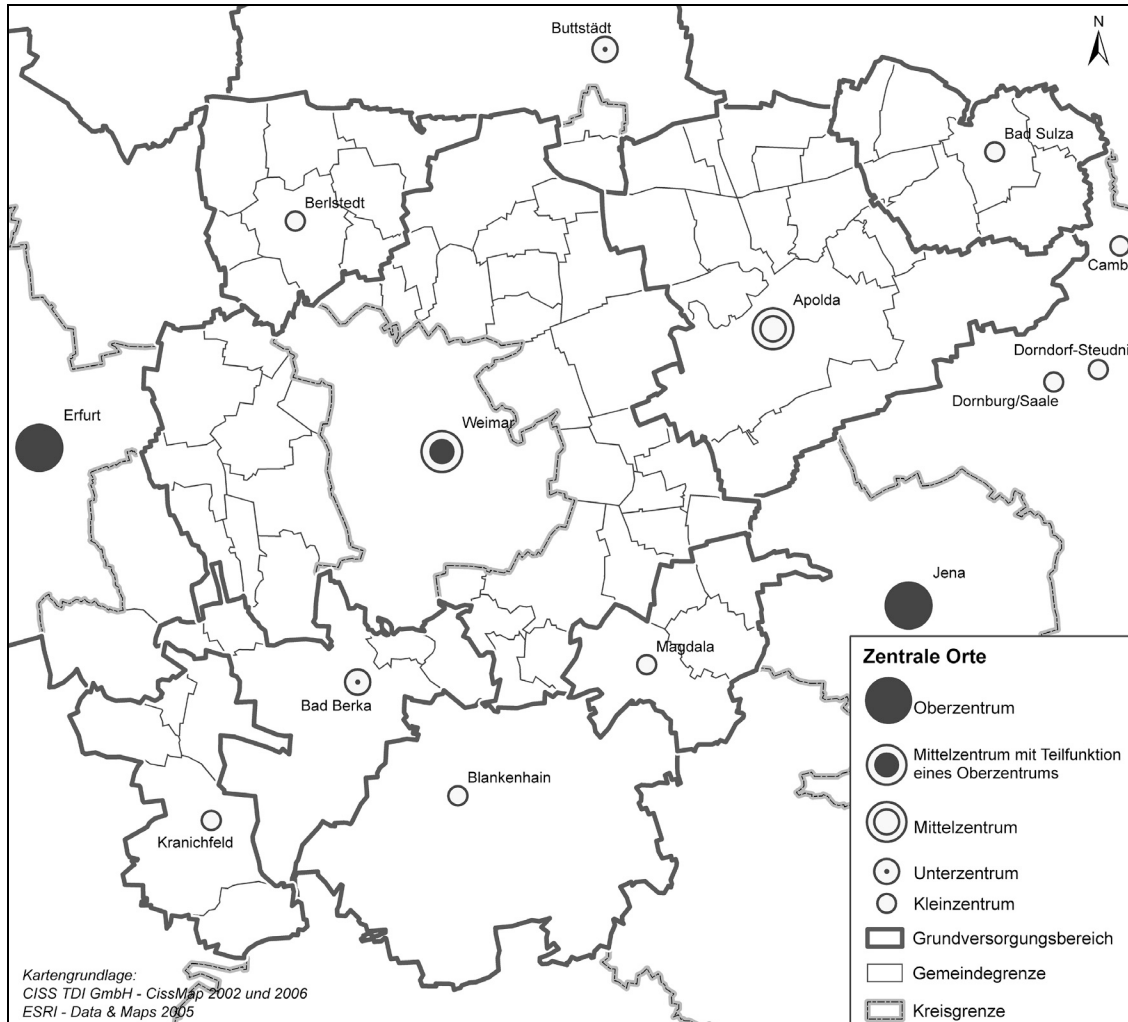 Buttstädt
N
Bad Sulza
Berlstedt
Camb
Apolda
Dorndorf-Steudni
Dornburg/Saale
Erfurt
Weimar
Jena
Magdala
Bad Berka
Blankenhain
Kranichfeld
Zentrale Orte
Oberzentrum
Mittelzentrum mit Teilfunktion
eines Oberzentrums
Mittelzentrum
Unterzentrum
Kleinzentrum
Grundversorgungsbereich
Gemeindegrenze
Kreisgrenze
Kartengrundlage:
CISS TDI GmbH - CissMap 2002 und 2006
ESRI - Data & Maps 2005